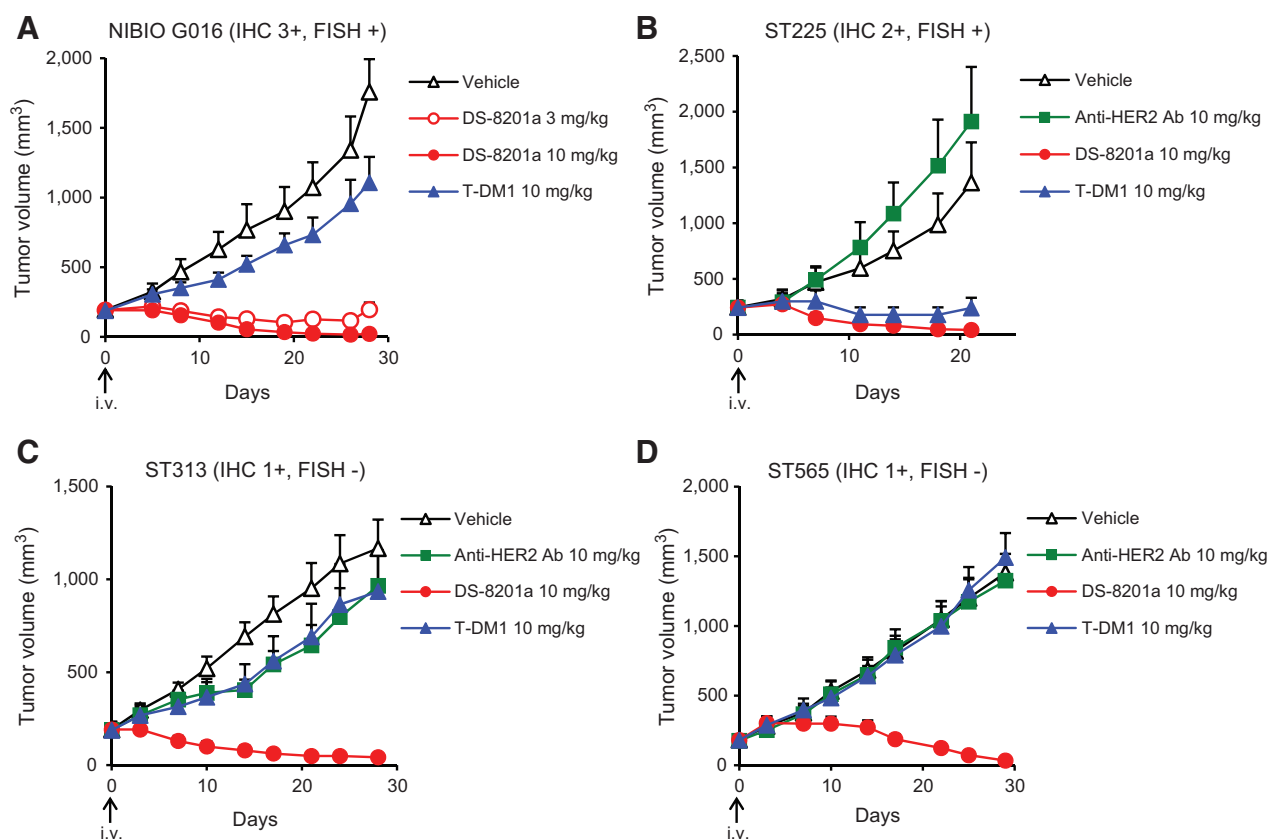 A
NIBIO G016 (IHC 3+, FISH +)
Tumor volume (mm³)
2,000
1,500
1,000
500
0
0
10
20
30
Days
i.v.
Vehicle
DS-8201a 3 mg/kg
DS-8201a 10 mg/kg
T-DM1 10 mg/kg
B
ST225 (IHC 2+, FISH +)
Tumor volume (mm³)
2,500
2,000
1,500
1,000
500
0
0
10
20
Days
i.v.
Vehicle
Anti-HER2 Ab 10 mg/kg
DS-8201a 10 mg/kg
T-DM1 10 mg/kg
C
ST313 (IHC 1+, FISH -)
Tumor volume (mm³)
1,500
1,000
500
0
0
10
20
30
Days
i.v.
Vehicle
Anti-HER2 Ab 10 mg/kg
DS-8201a 10 mg/kg
T-DM1 10 mg/kg
D
ST565 (IHC 1+, FISH -)
Tumor volume (mm³)
2,000
1,500
1,000
500
0
0
10
20
30
Days
i.v.
Vehicle
Anti-HER2 Ab 10 mg/kg
DS-8201a 10 mg/kg
T-DM1 10 mg/kg